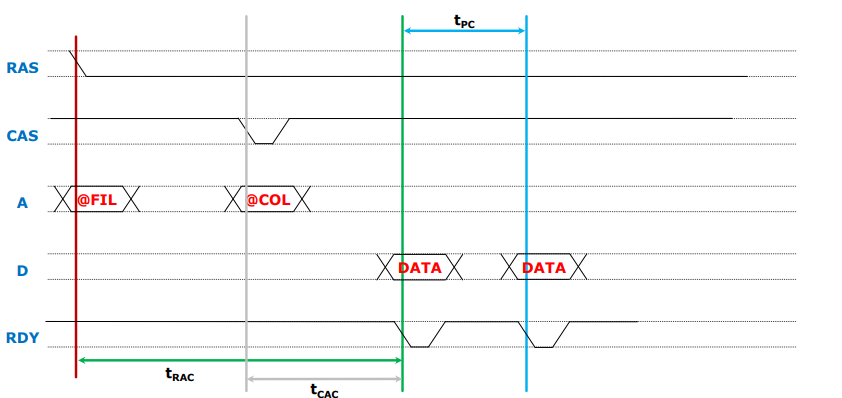 tPC
RAS
CAS
A @FIL @COL
D DATA DATA
RDY
tRAC
tCAC